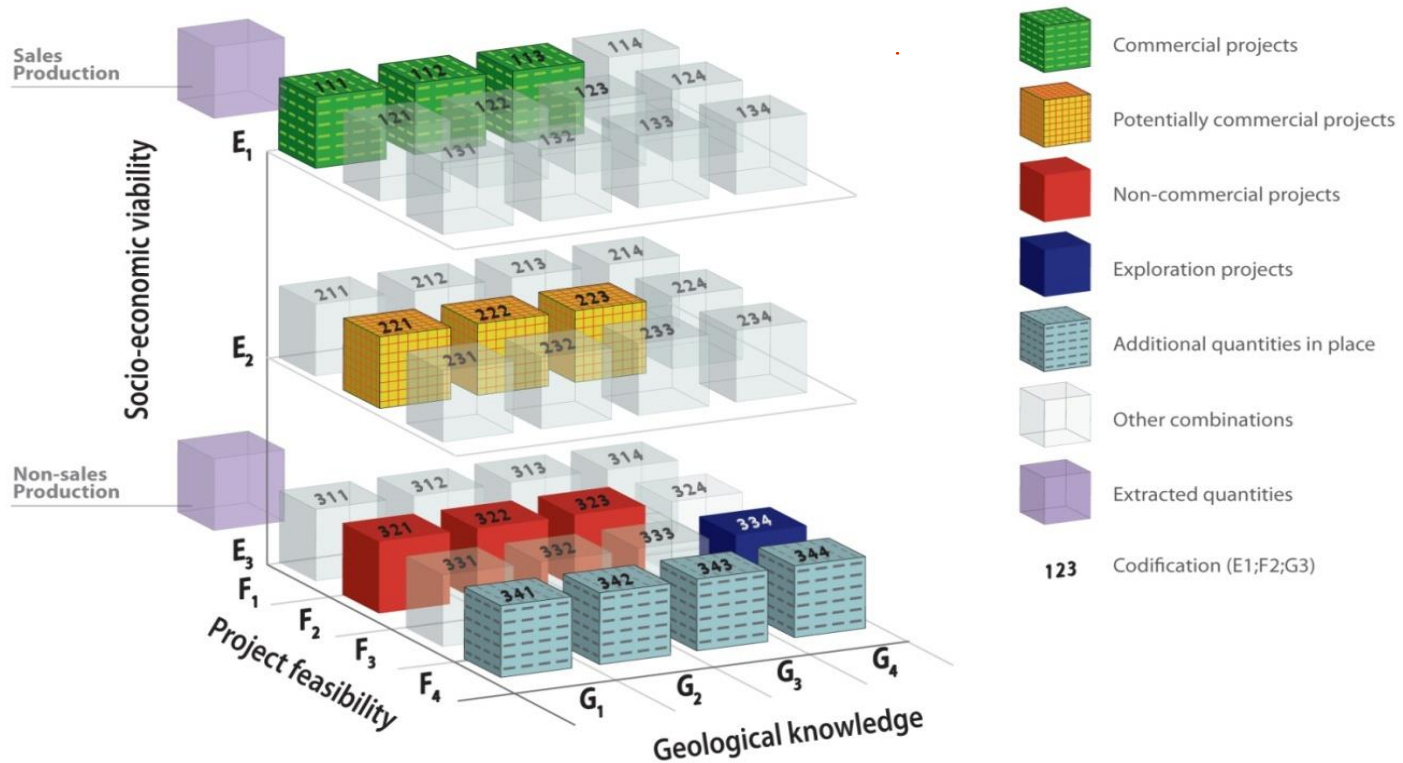 Sales
Production
Socio-economic viability
E1
111
112
113
114
121
122
123
124
131
132
133
134
E2
211
212
213
214
221
222
223
224
231
232
233
234
Non-sales
Production
E3
311
312
313
314
321
322
323
324
331
332
333
334
341
342
343
344
F1
F2
F3
F4
Project feasibility
G1
G2
G3
G4
Geological knowledge
Commercial projects
Potentially commercial projects
Non-commercial projects
Exploration projects
Additional quantities in place
Other combinations
Extracted quantities
123 Codification (E1;F2;G3)